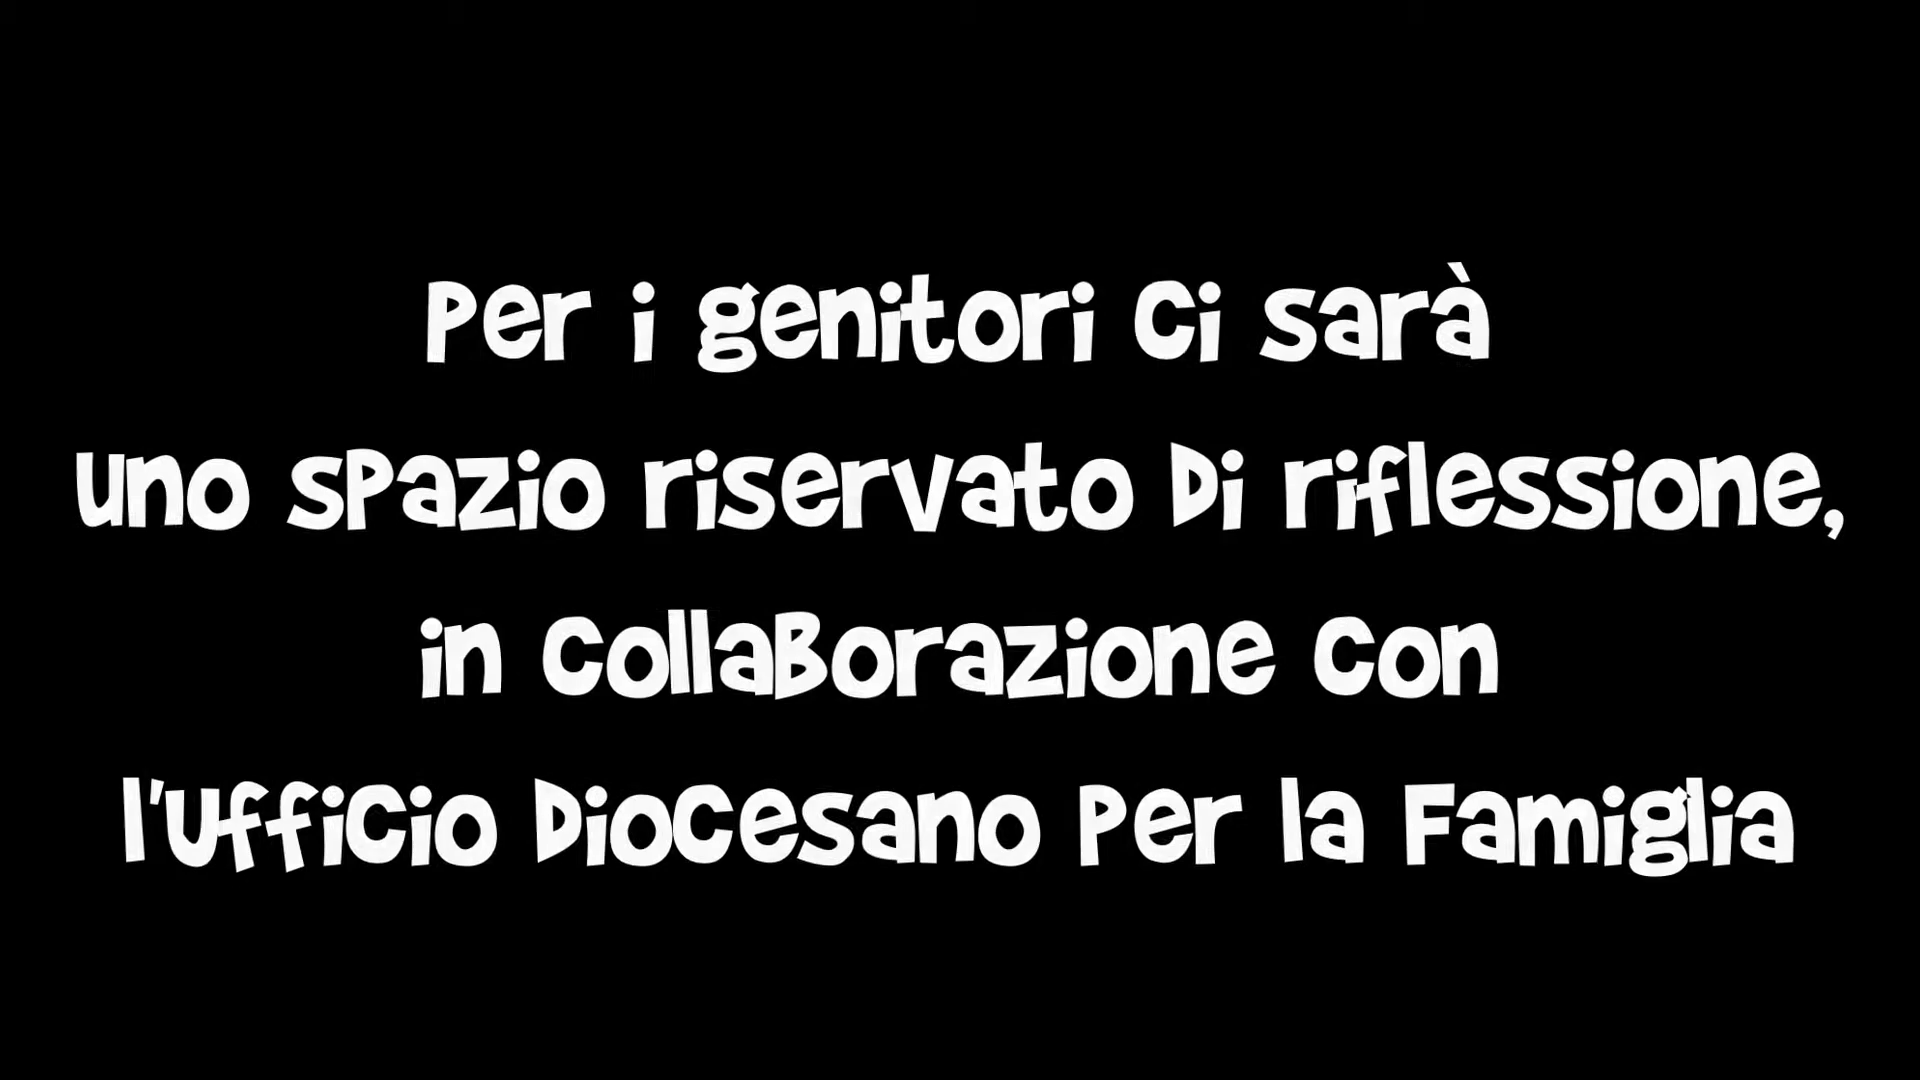 Per i genitori ci sarà
uno spazio riservato di riflessione,
in collaborazione con
l'Ufficio Diocesano per la Famiglia